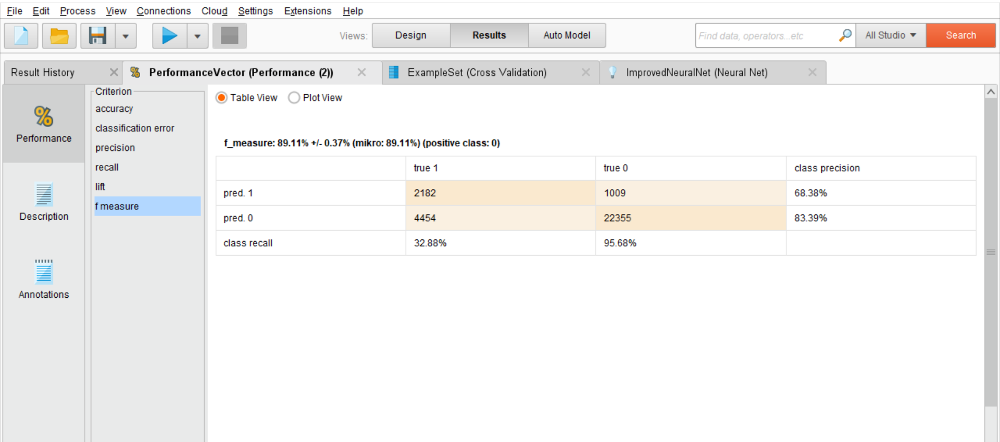 File Edit Process View Connections Cloud Settings Extensions Help
Views: Design Results Auto Model Find data, operators...etc All Studio Search
Result History PerformanceVector (Performance (2)) ExampleSet (Cross Validation) ImprovedNeuralNet (Neural Net)
Performance
Description
Annotations
Criterion
accuracy
classification error
precision
recall
lift
f measure
Table View Plot View
f_measure: 89.11% +/- 0.37% (mikro: 89.11%) (positive class: 0)
true 1 true 0 class precision
pred. 1 2182 1009 68.38%
pred. 0 4454 22355 83.39%
class recall 32.88% 95.68%